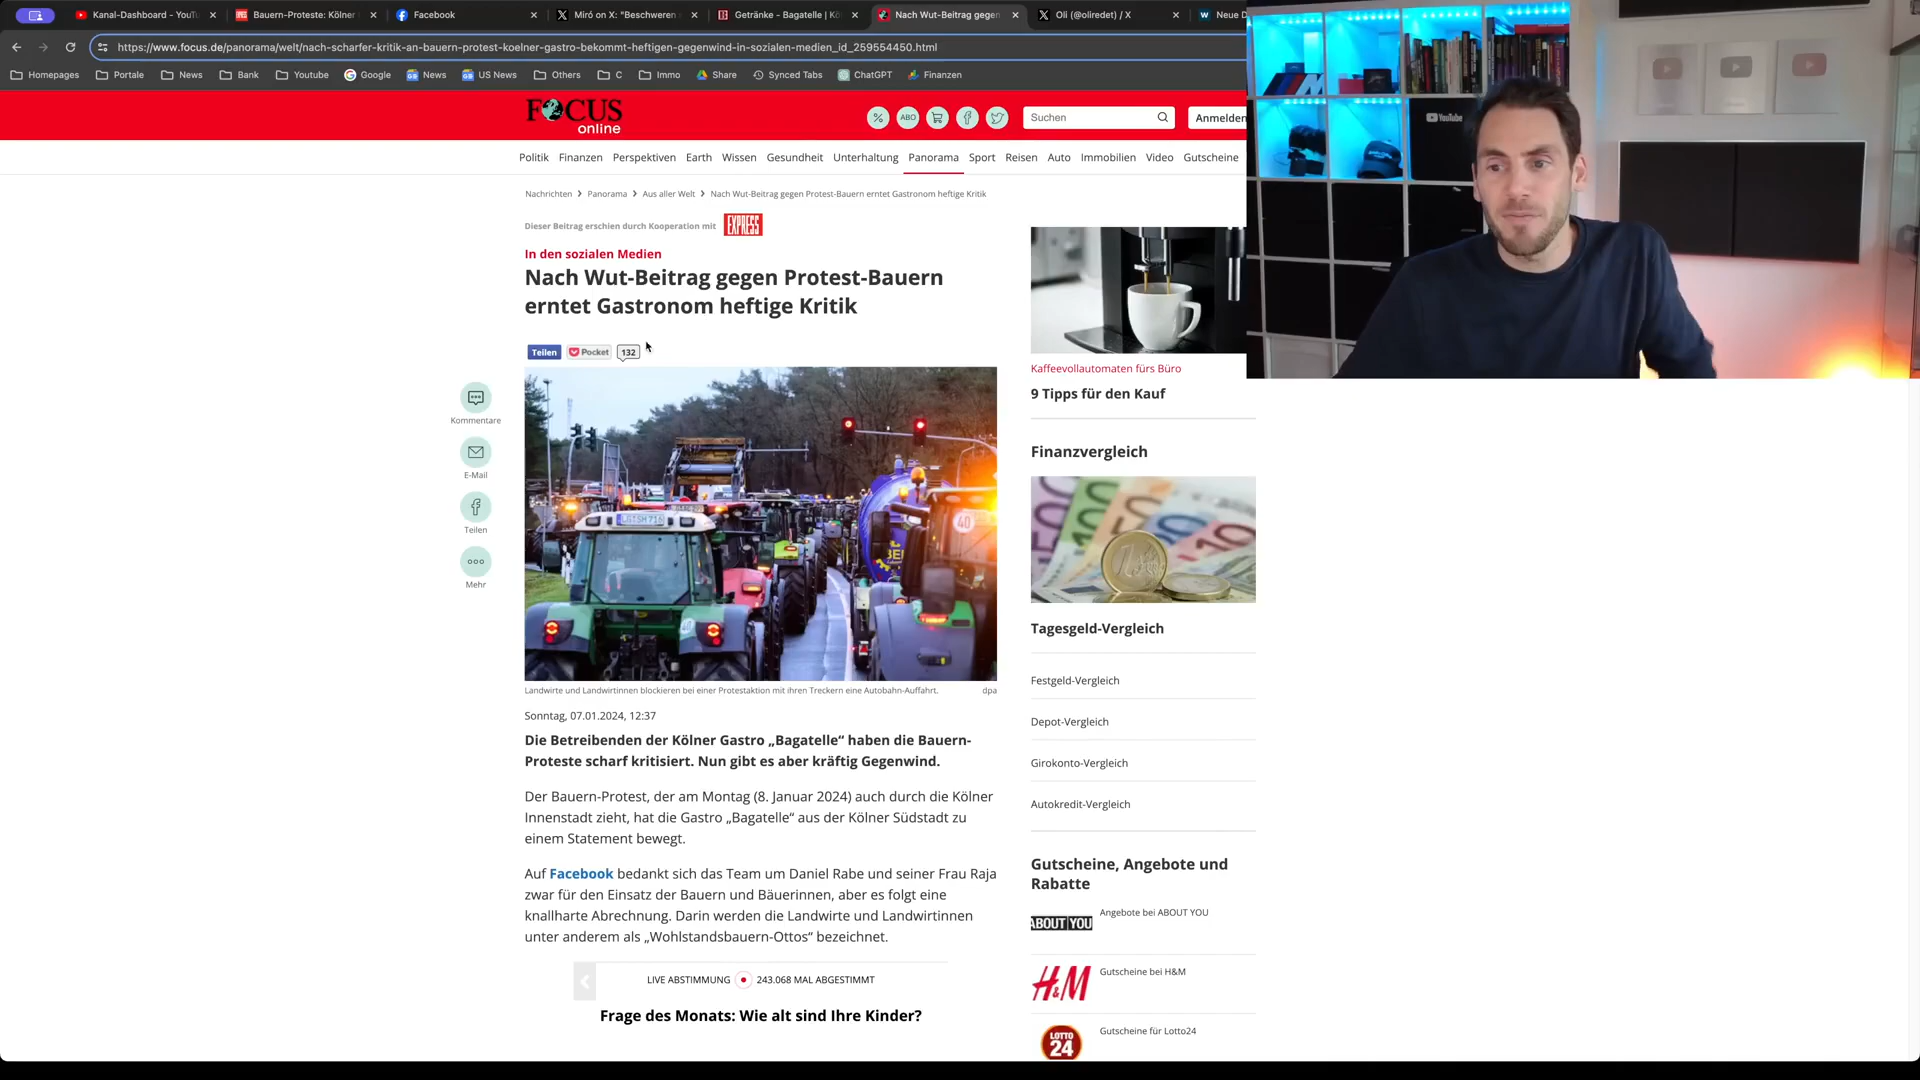 Kanal-Dashboard - YouTu
Bauern-Proteste: Kölner
Facebook
Miró on X: "Beschweren
Getränke - Bagatelle | Kö
Nach Wut-Beitrag gegen
Oli (@oliredet) / X
Neue D
https://www.focus.de/panorama/welt/nach-scharfer-kritik-an-bauern-protest-koelner-gastro-bekommt-heftigen-gegenwind-in-sozialen-medien_id_259554450.html
Homepages
Portale
News
Bank
Youtube
Google
News
US News
Others
C
Immo
Share
Synced Tabs
ChatGPT
Finanzen
FOCUS
online
%
ABO
Suchen
Anmelden
Politik Finanzen Perspektiven Earth Wissen Gesundheit Unterhaltung Panorama Sport Reisen Auto Immobilien Video Gutscheine
Nachrichten > Panorama > Aus aller Welt > Nach Wut-Beitrag gegen Protest-Bauern erntet Gastronom heftige Kritik
Dieser Beitrag erschien durch Kooperation mit EXPRESS
In den sozialen Medien
Nach Wut-Beitrag gegen Protest-Bauern
erntet Gastronom heftige Kritik
Teilen
Pocket
132
Kommentare
E-Mail
Teilen
Mehr
40
Landwirte und Landwirtinnen blockieren bei einer Protestaktion mit ihren Treckern eine Autobahn-Auffahrt.
dpa
Sonntag, 07.01.2024, 12:37
Die Betreibenden der Kölner Gastro „Bagatelle“ haben die Bauern-
Proteste scharf kritisiert. Nun gibt es aber kräftig Gegenwind.
Der Bauern-Protest, der am Montag (8. Januar 2024) auch durch die Kölner
Innenstadt zieht, hat die Gastro „Bagatelle“ aus der Kölner Südstadt zu
einem Statement bewegt.
Auf Facebook bedankt sich das Team um Daniel Rabe und seiner Frau Raja
zwar für den Einsatz der Bauern und Bäuerinnen, aber es folgt eine
knallharte Abrechnung. Darin werden die Landwirte und Landwirtinnen
unter anderem als „Wohlstandsbauern-Ottos“ bezeichnet.
LIVE ABSTIMMUNG
243.068 MAL ABGESTIMMT
Frage des Monats: Wie alt sind Ihre Kinder?
Kaffeevollautomaten fürs Büro
9 Tipps für den Kauf
Finanzvergleich
Tagesgeld-Vergleich
Festgeld-Vergleich
Depot-Vergleich
Girokonto-Vergleich
Autokredit-Vergleich
Gutscheine, Angebote und
Rabatte
ABOUT YOU
Angebote bei ABOUT YOU
H&M
Gutscheine bei H&M
LOTTO
24
Gutscheine für Lotto24
YouTube